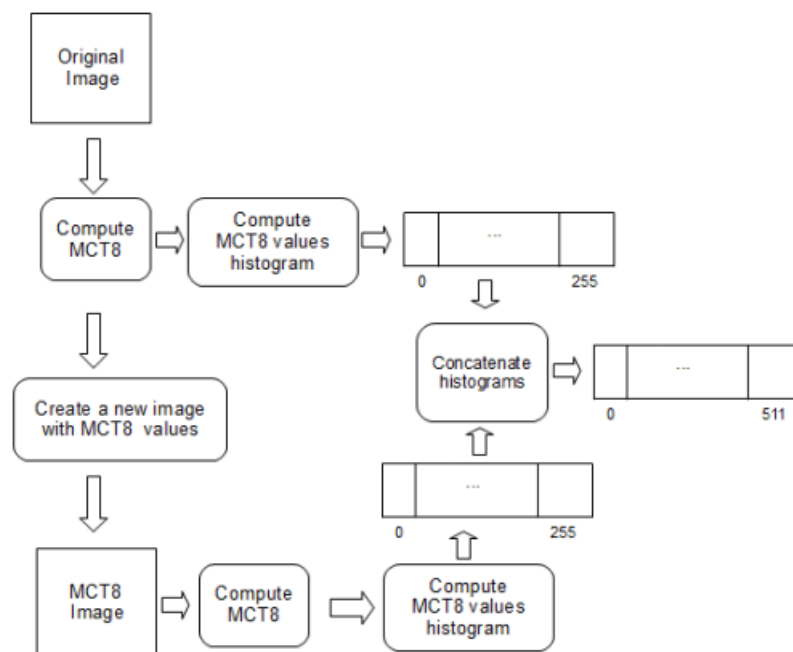 Original
Image
Compute
MCT8
Compute
MCT8 values
histogram
...
0 255
Concatenate
histograms
...
0 511
Create a new image
with MCT8 values
...
0 255
MCT8
Image
Compute
MCT8
Compute
MCT8 values
histogram